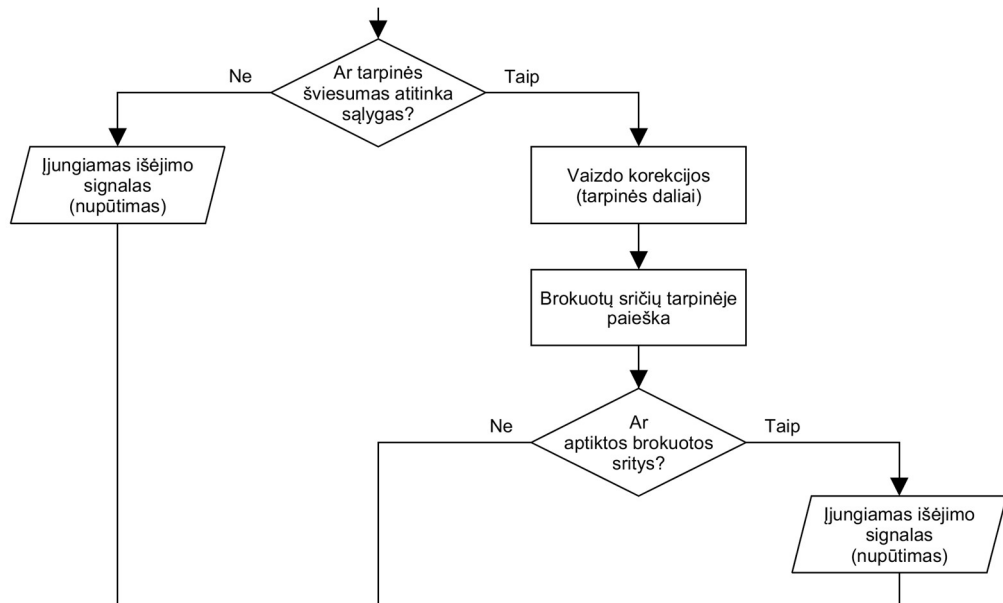 Ne
Ar tarpinės
šviesumas atitinka
sąlygas?
Taip
Įjungiamas išėjimo
signalas
(nupūtimas)
Vaizdo korekcijos
(tarpinės daliai)
Brokuotų sričių tarpinėje
paieška
Ne
Ar
aptiktos brokuotos
sritys?
Taip
Įjungiamas išėjimo
signalas
(nupūtimas)